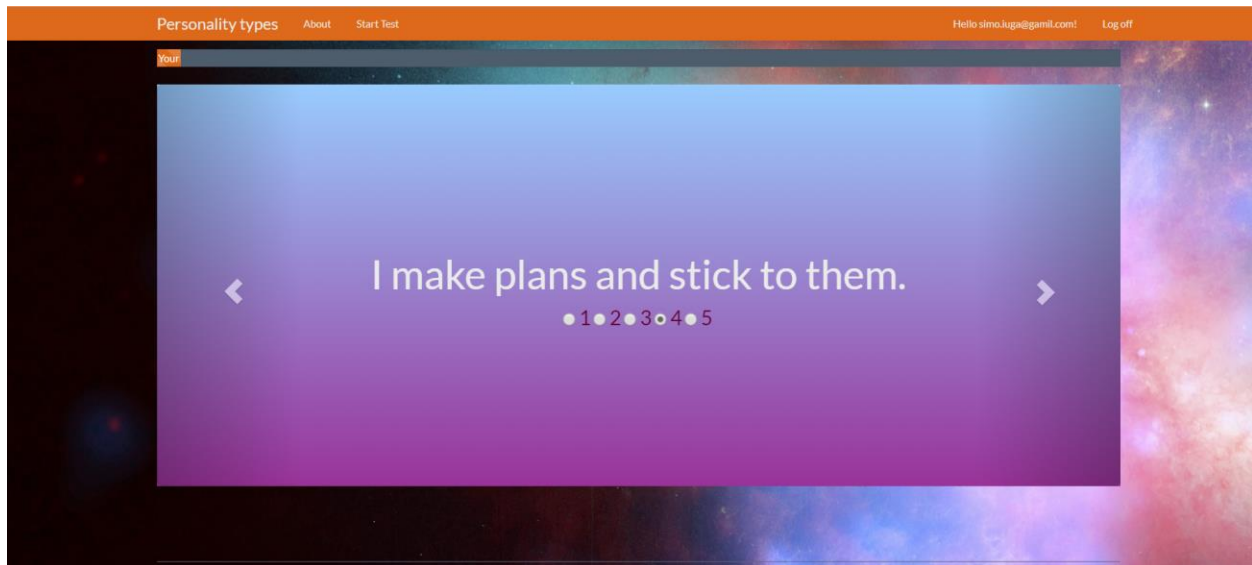 Personality types About Start Test Hello simo.iuga@gamil.com! Log off
Your
I make plans and stick to them.
1 2 3 4 5